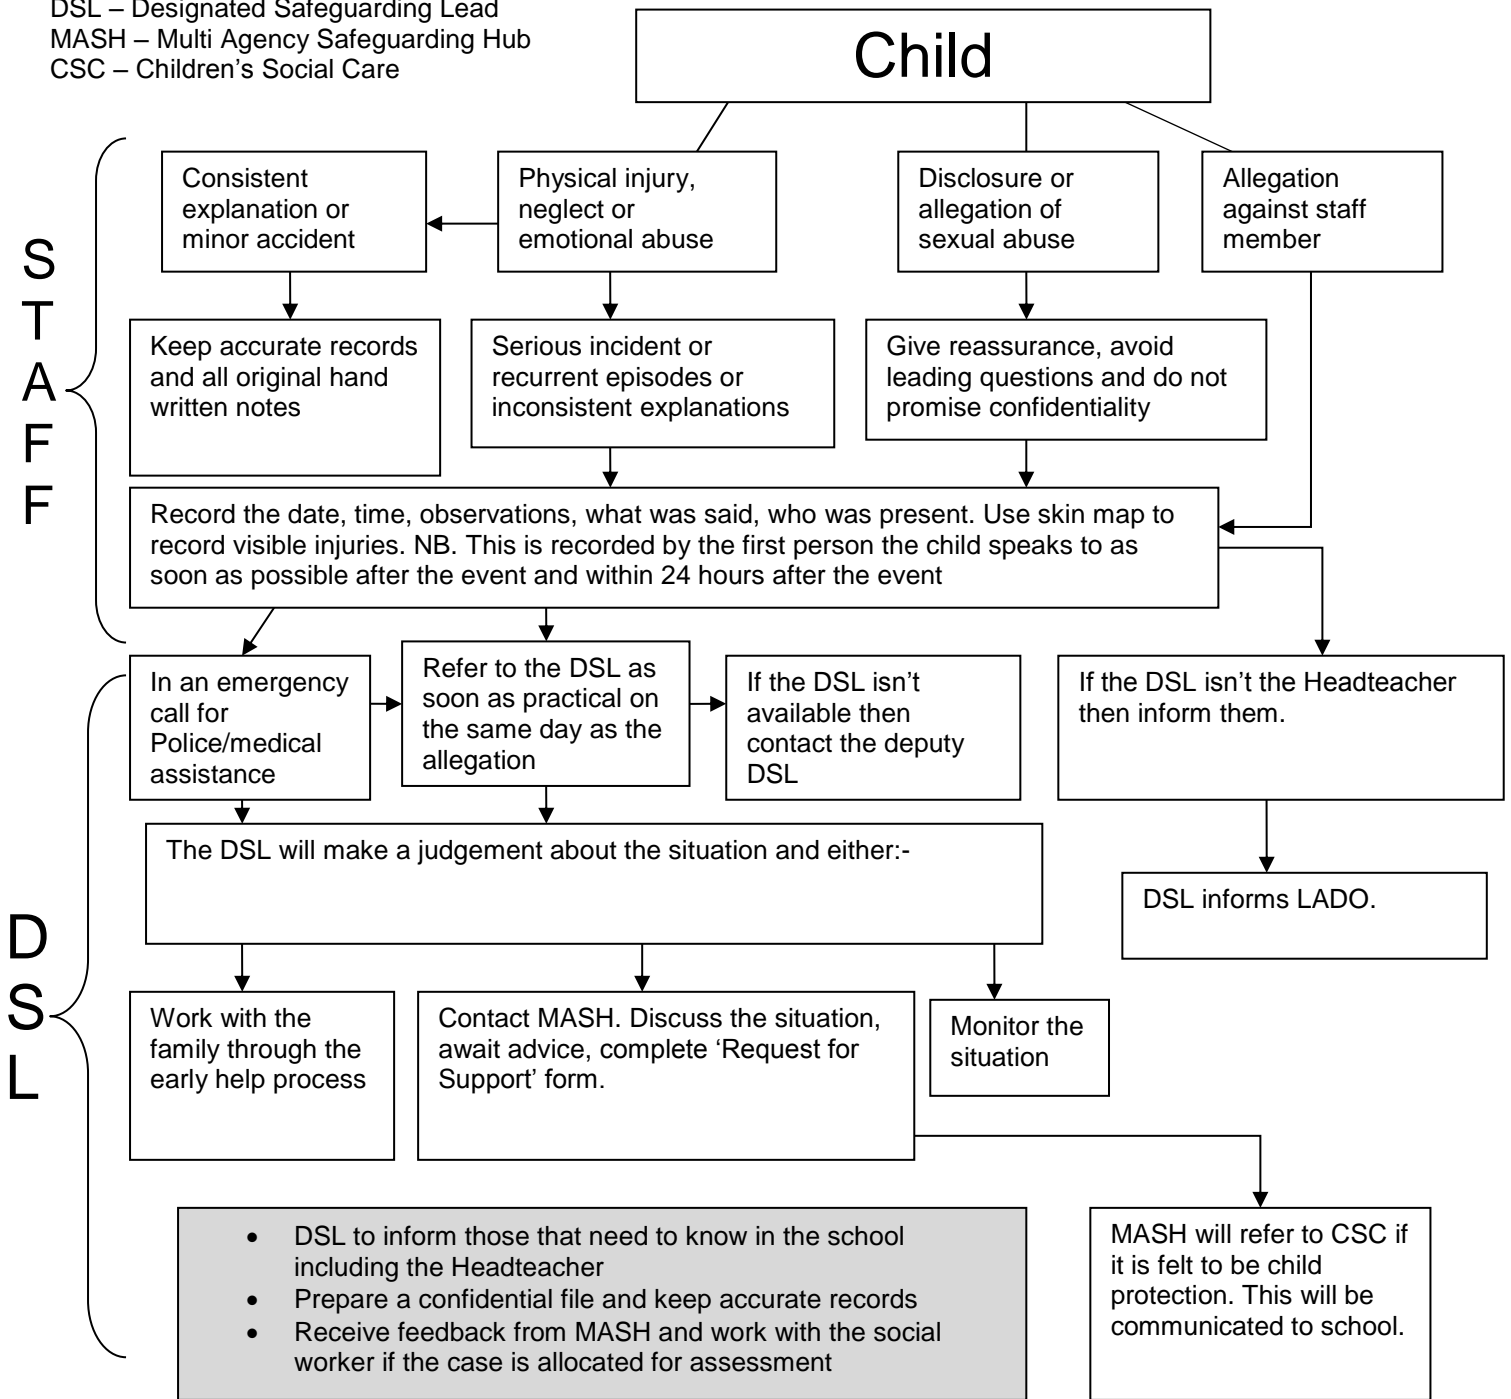 DSL – Designated Safeguarding Lead
MASH – Multi Agency Safeguarding Hub
CSC – Children's Social Care
Child
Consistent
explanation or
minor accident
Physical injury,
neglect or
emotional abuse
Disclosure or
allegation of
sexual abuse
Allegation
against staff
member
S
T
A
F
F
Keep accurate records
and all original hand
written notes
Serious incident or
recurrent episodes or
inconsistent explanations
Give reassurance, avoid
leading questions and do not
promise confidentiality
Record the date, time, observations, what was said, who was present. Use skin map to
record visible injuries. NB. This is recorded by the first person the child speaks to as
soon as possible after the event and within 24 hours after the event
In an emergency
call for
Police/medical
assistance
Refer to the DSL as
soon as practical on
the same day as the
allegation
If the DSL isn't
available then
contact the deputy
DSL
If the DSL isn't the Headteacher
then inform them.
The DSL will make a judgement about the situation and either:-
DSL informs LADO.
D
S
L
Work with the
family through the
early help process
Contact MASH. Discuss the situation,
await advice, complete ‘Request for
Support’ form.
Monitor the
situation
• DSL to inform those that need to know in the school
including the Headteacher
• Prepare a confidential file and keep accurate records
• Receive feedback from MASH and work with the social
worker if the case is allocated for assessment
MASH will refer to CSC if
it is felt to be child
protection. This will be
communicated to school.